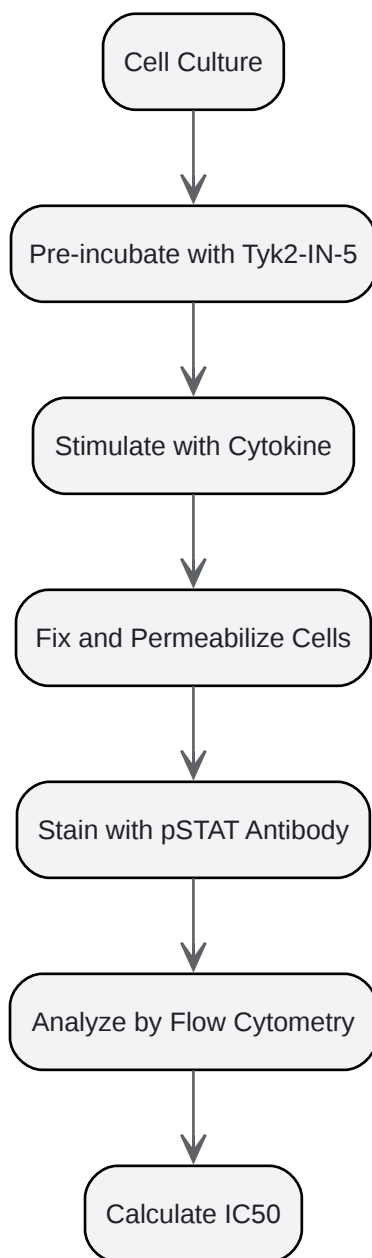 Cell Culture
Pre-incubate with Tyk2-IN-5
Stimulate with Cytokine
Fix and Permeabilize Cells
Stain with pSTAT Antibody
Analyze by Flow Cytometry
Calculate IC50